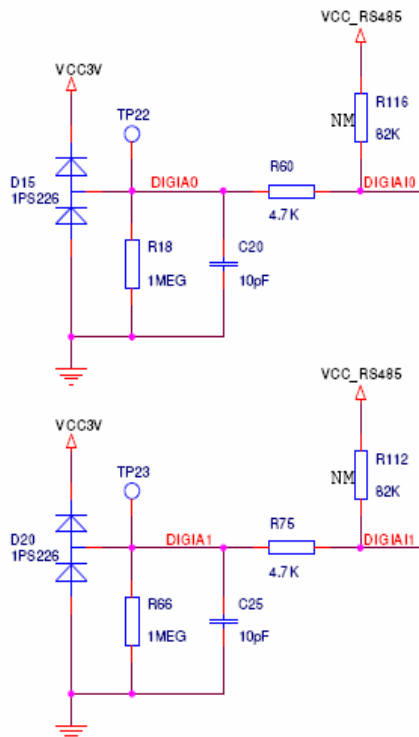 VCC_RS485
VCC3V
TP22
R116
NM
82K
D15
1PS226
DIGIA0
R60
DIGIAI0
4.7K
R18
1MEG
C20
10pF
VCC_RS485
VCC3V
TP23
R112
NM
82K
D20
1PS226
DIGIA1
R75
DIGIAI1
4.7K
R66
1MEG
C25
10pF